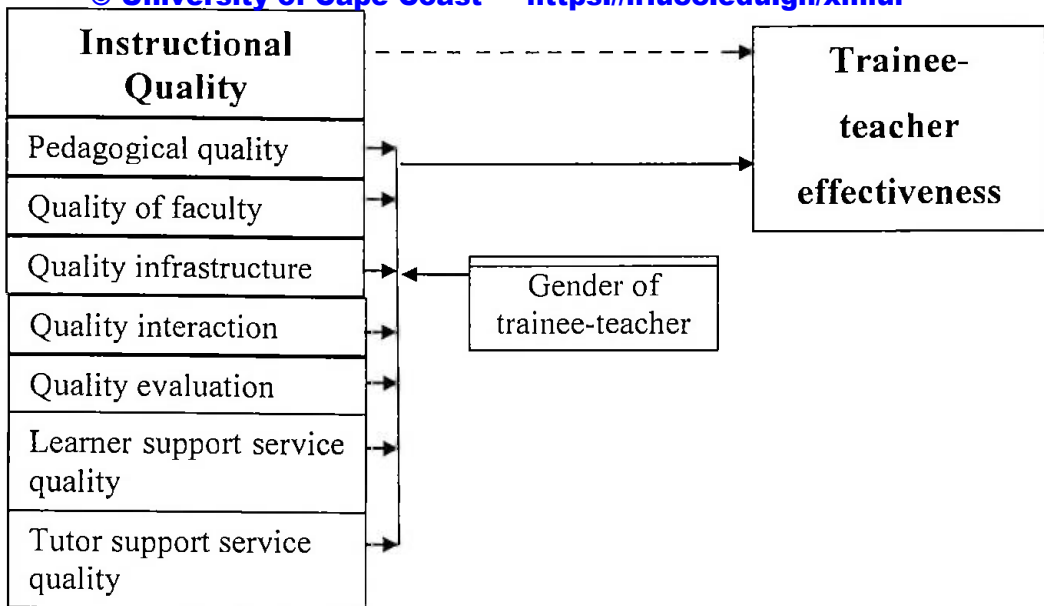 Instructional
Quality
Trainee-
teacher
effectiveness
Pedagogical quality
Quality of faculty
Quality infrastructure
Quality interaction
Quality evaluation
Learner support service
quality
Tutor support service
quality
Gender of
trainee-teacher